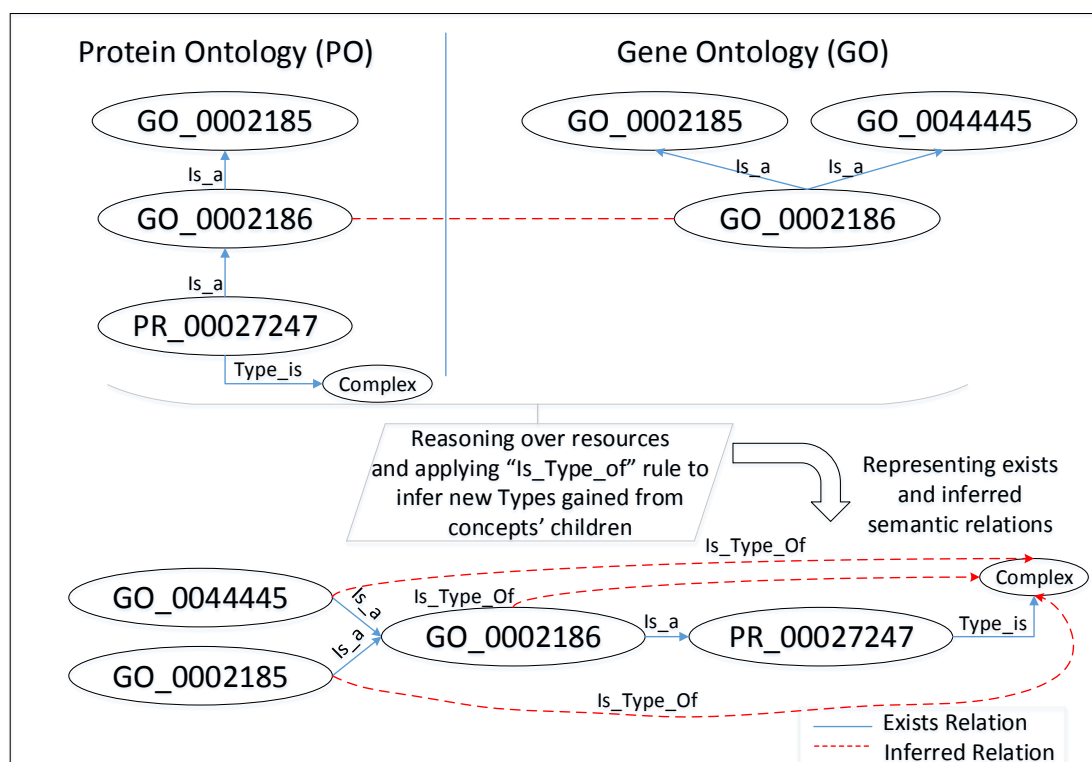 Protein Ontology (PO)
Gene Ontology (GO)
GO_0002185
GO_0002185
GO_0044445
Is_a
Is_a
Is_a
GO_0002186
GO_0002186
Is_a
PR_00027247
Type_is
Complex
Reasoning over resources
and applying “Is_Type_of” rule to
infer new Types gained from
concepts’ children
Representing exists
and inferred
semantic relations
Is_Type_Of
Complex
GO_0044445
Is_a
Is_Type_Of
GO_0002186
Is_a
PR_00027247
Type_is
Is_a
GO_0002185
Is_Type_Of
Exists Relation
Inferred Relation